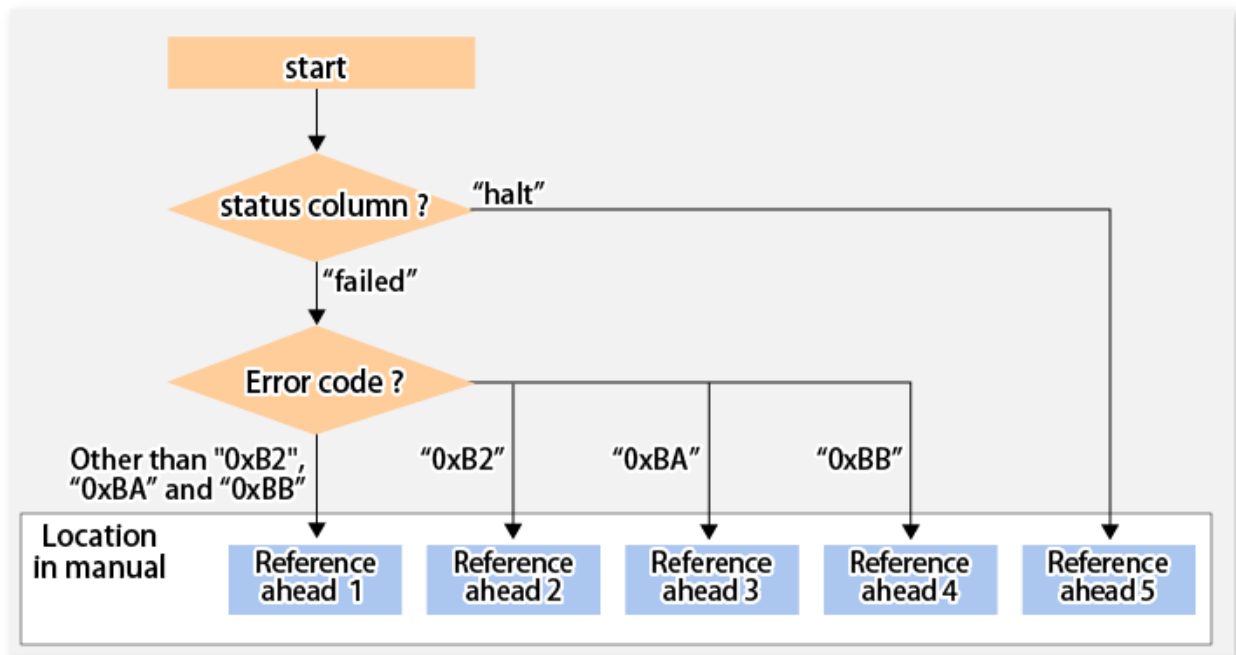 start
status column ?
“halt”
“failed”
Error code ?
Other than "0xB2",
“0xBA” and “0xBB”
“0xB2”
“0xBA”
“0xBB”
Location
in manual
Reference
ahead 1
Reference
ahead 2
Reference
ahead 3
Reference
ahead 4
Reference
ahead 5